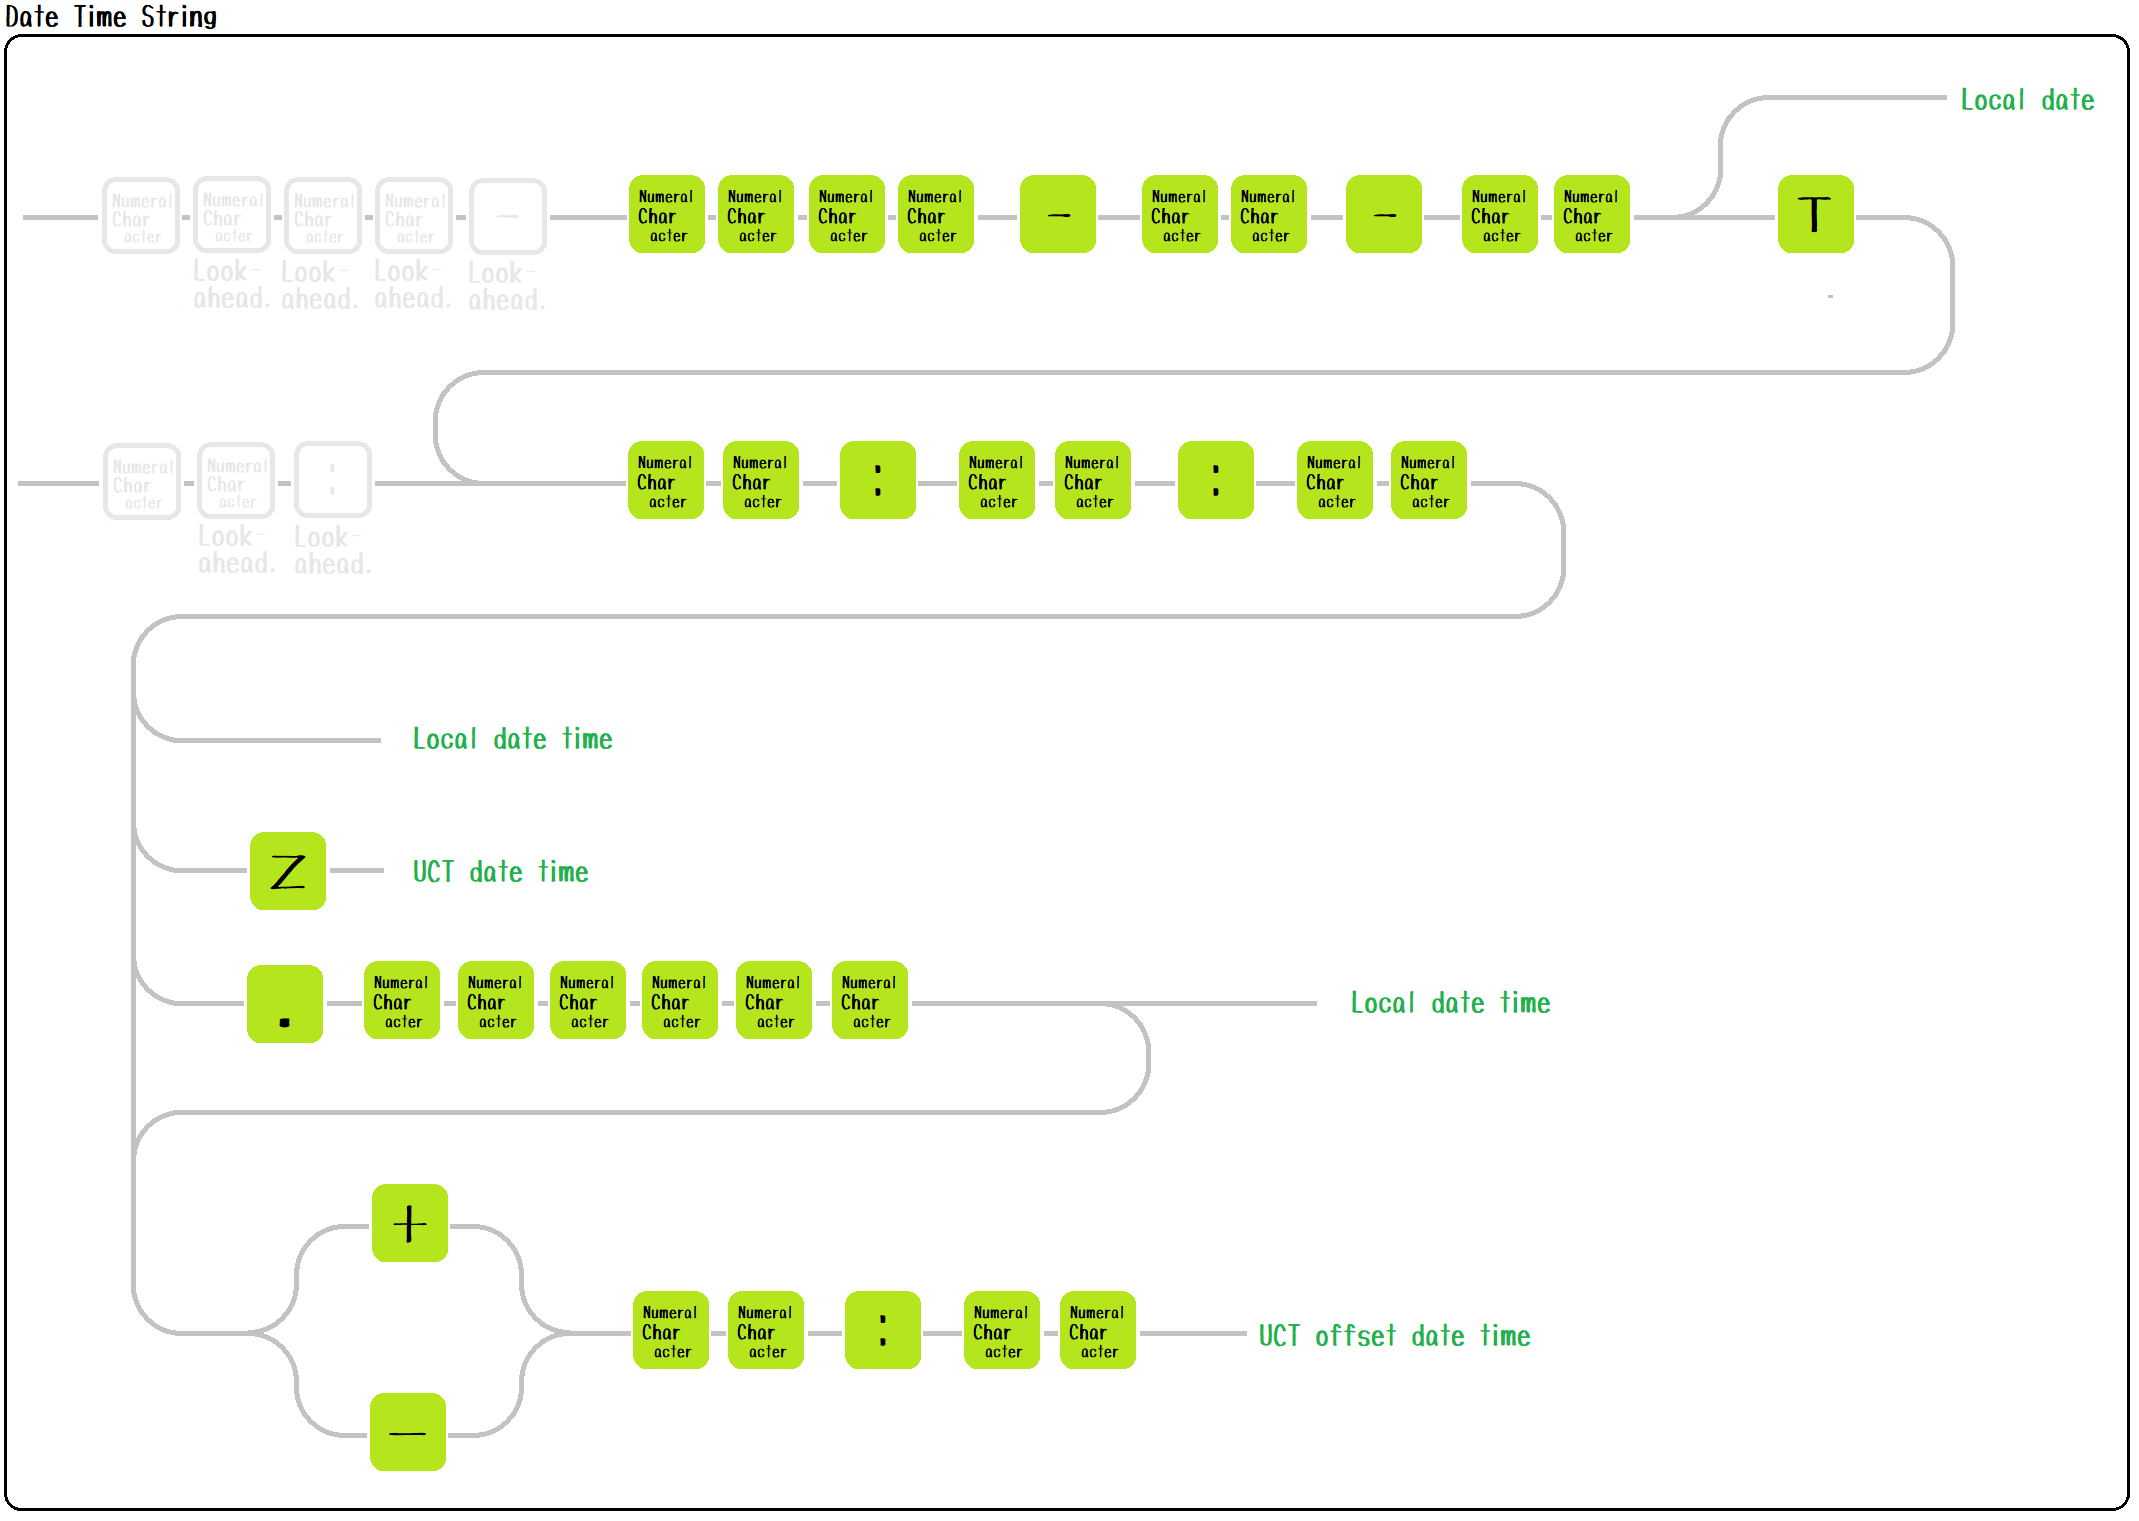 Date Time String
Local date
Numeral Character Numeral Character Numeral Character Numeral Character - Numeral Character Numeral Character Numeral Character Numeral Character - Numeral Character Numeral Character - Numeral Character Numeral Character T
Look-ahead. Look-ahead. Look-ahead. Look-ahead.
Numeral Character Numeral Character : Numeral Character Numeral Character : Numeral Character Numeral Character : Numeral Character Numeral Character
Look-ahead. Look-ahead.
Local date time
Z UCT date time
. Numeral Character Numeral Character Numeral Character Numeral Character Numeral Character Numeral Character Local date time
+
Numeral Character Numeral Character : Numeral Character Numeral Character UCT offset date time
-